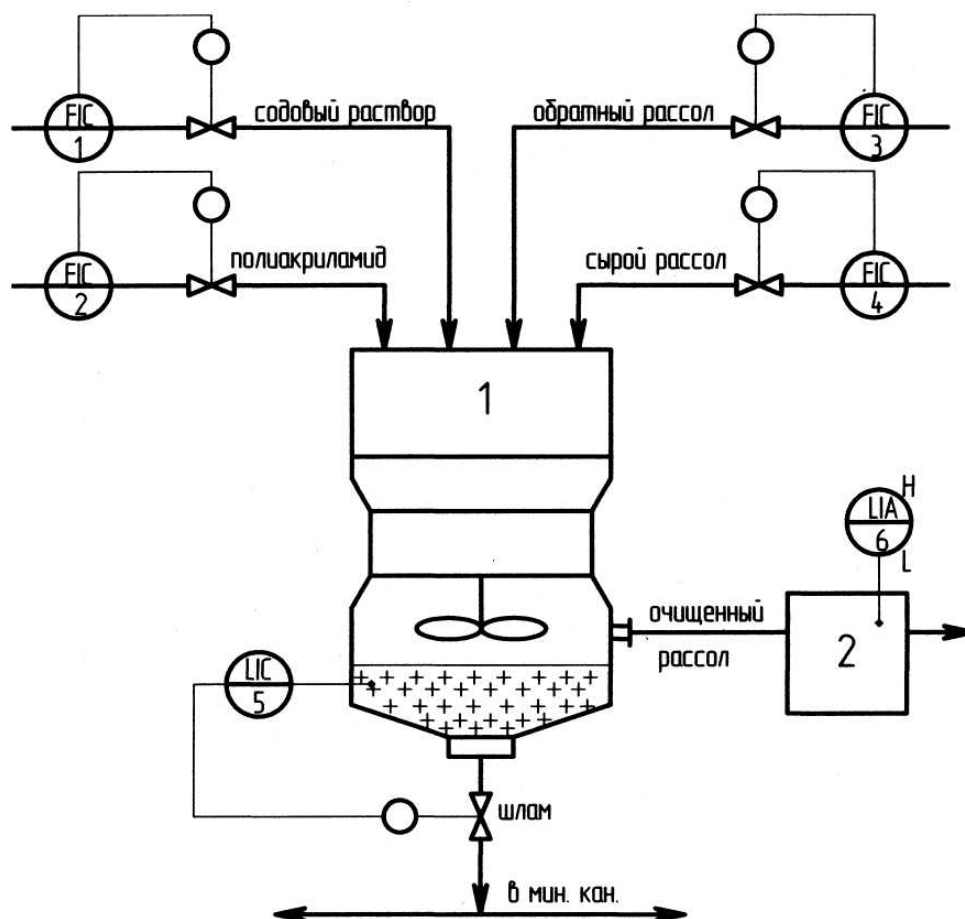 FIC
1
содовый раствор
обратный рассол
FIC
3
FIC
2
полиакриламид
сырой рассол
FIC
4
1
H
LIA
6
L
очищенный
рассол
2
LIC
5
шлам
в мин. кан.